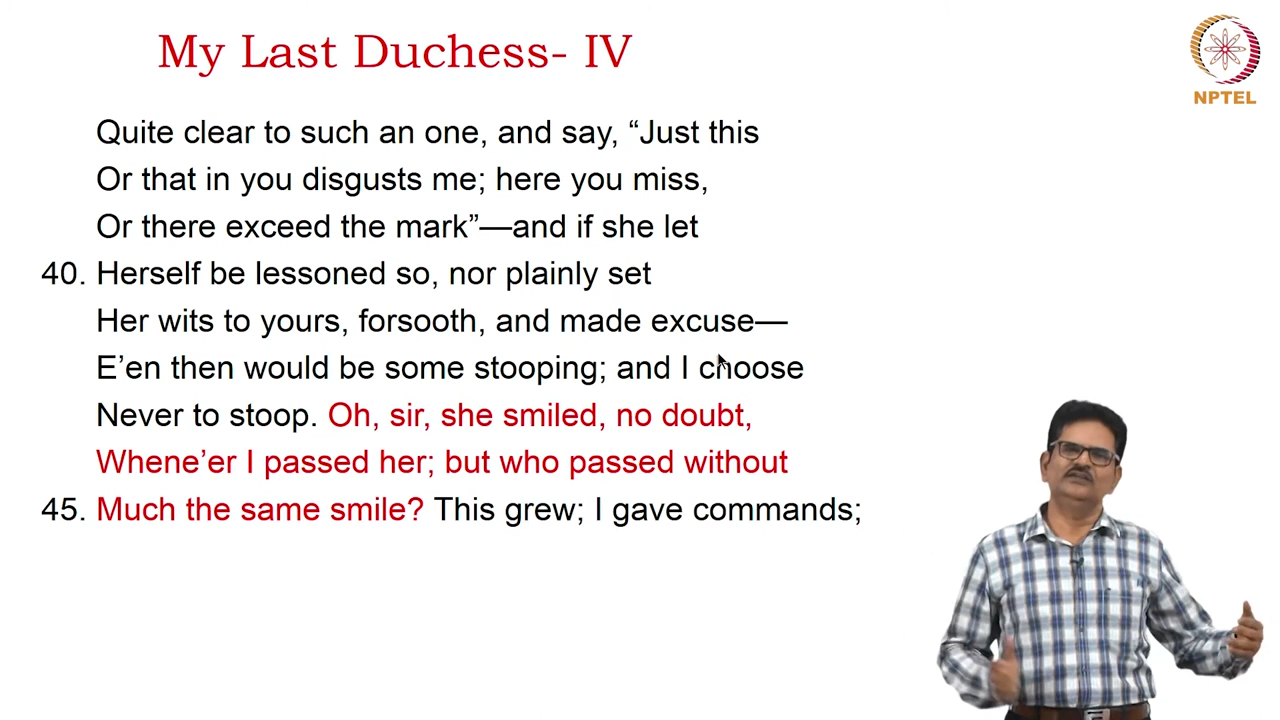 My Last Duchess- IV
NPTEL
Quite clear to such an one, and say, “Just this
Or that in you disgusts me; here you miss,
Or there exceed the mark”—and if she let
40. Herself be lessoned so, nor plainly set
Her wits to yours, forsooth, and made excuse—
E’en then would be some stooping; and I choose
Never to stoop. Oh, sir, she smiled, no doubt,
Whene’er I passed her; but who passed without
45. Much the same smile? This grew; I gave commands;